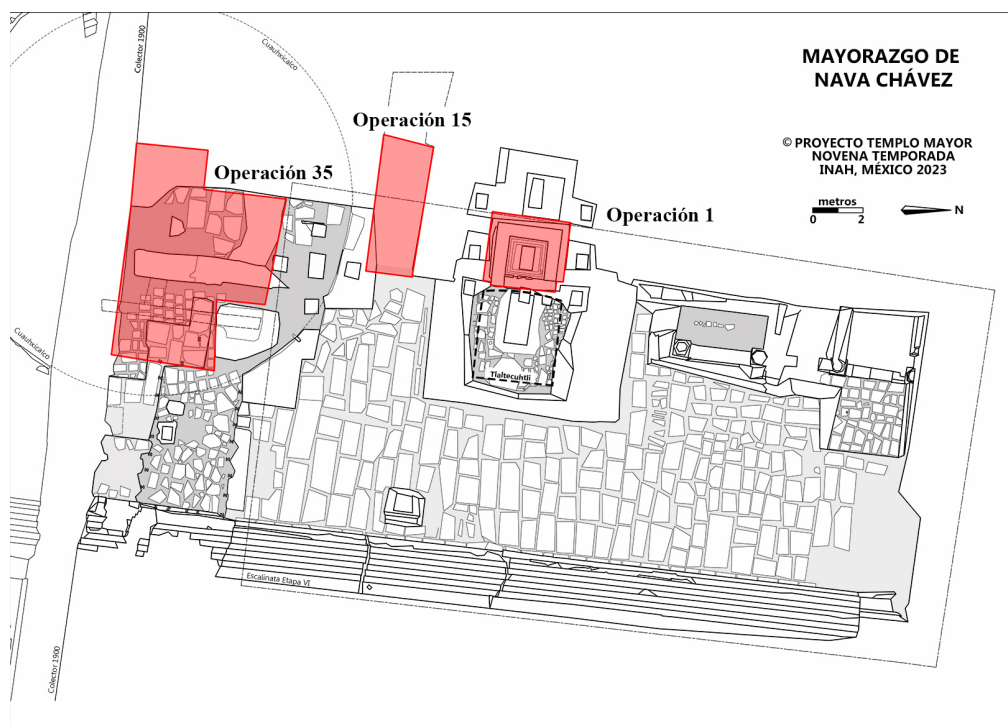 MAYORAZGO DE
NAVA CHÁVEZ
© PROYECTO TEMPLO MAYOR
NOVENA TEMPORADA
INAH, MÉXICO 2023
metros
0 2
N
Colector 1900
Cuauhxicalco
Operación 15
Operación 35
Operación 1
Cuauhxicalco
Tlaltecuhtli
Escalinata Etapa VI
Colector 1900